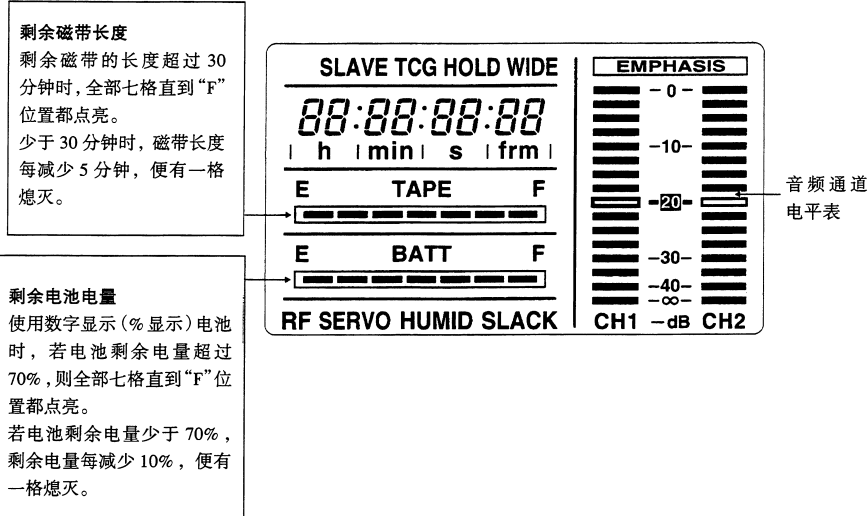 剩余磁带长度
剩余磁带的长度超过 30
分钟时,全部七格直到“F”
位置都点亮。
少于 30 分钟时，磁带长度
每减少 5 分钟，便有一格
熄灭。
剩余电池电量
使用数字显示(%显示)电池
时，若电池剩余电量超过
70%,则全部七格直到“F”位
置都点亮。
若电池剩余电量少于 70%,
剩余电量每减少 10%，便有
一格熄灭。
SLAVE TCG HOLD WIDE
88:88:88:88
h min s frm
E TAPE F
E BATT F
RF SERVO HUMID SLACK
EMPHASIS
-0-
-10-
-20-
-30-
-40-
-∞-
CH1 -dB CH2
音频通道
电平表